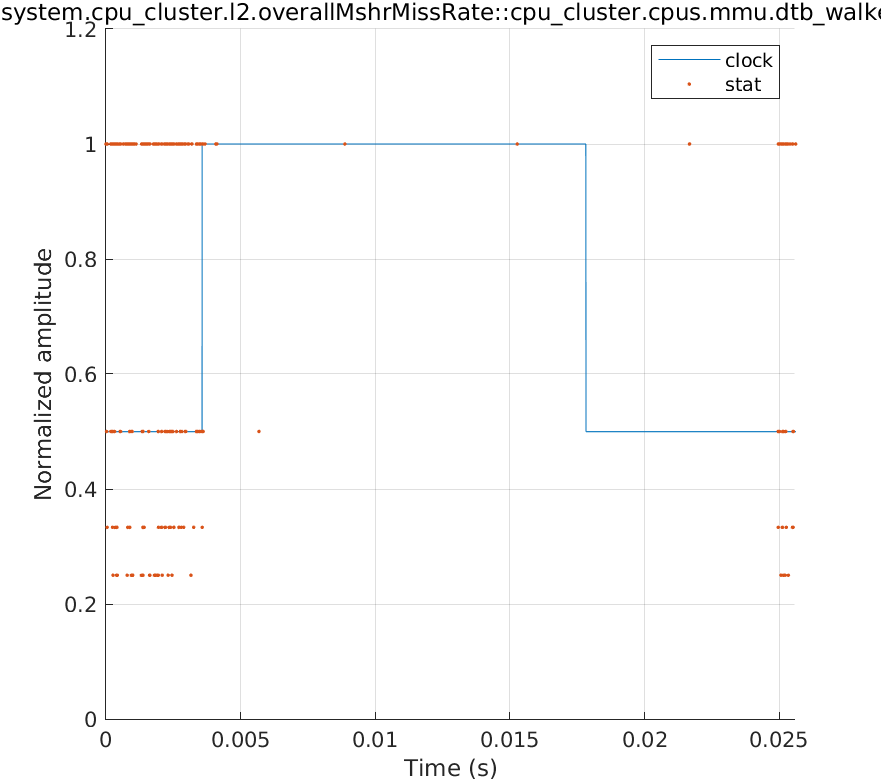 system.cpu_cluster.l2.overallMshrMissRate::cpu_cluster.cpus.mmu.dtb_walke
1.2
clock
stat
1
0.8
0.6
0.4
0.2
0
Normalized amplitude
0 0.005 0.01 0.015 0.02 0.025
Time (s)